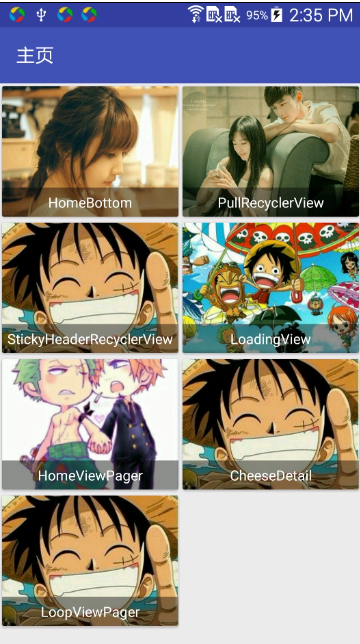 95% 2:35 PM
主页
HomeBottom
PullRecyclerView
StickyHeaderRecyclerView
LoadingView
HomeViewPager
CheeseDetail
LoopViewPager